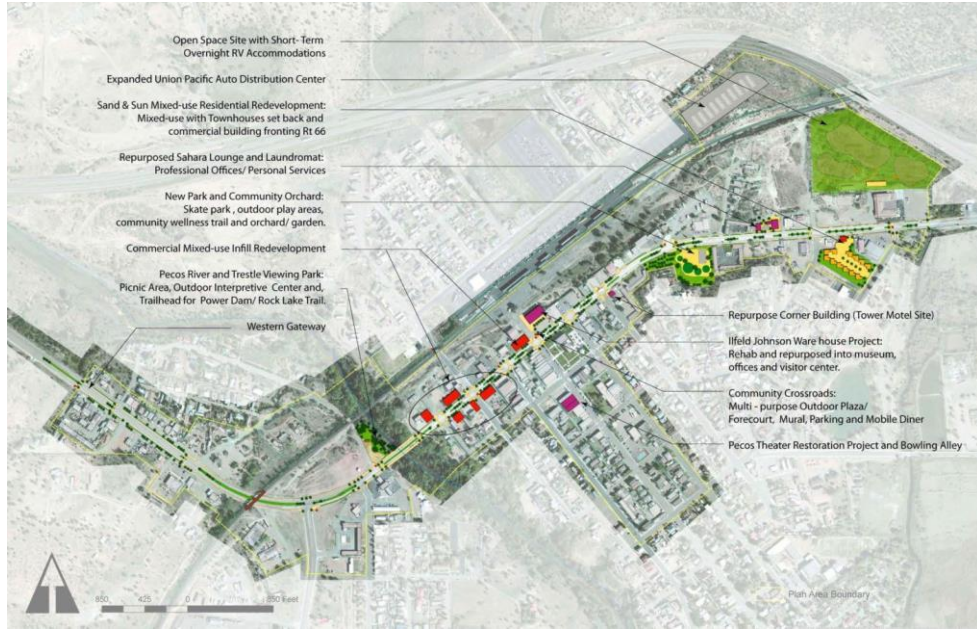 Open Space Site with Short- Term
Overnight RV Accommodations
Expanded Union Pacific Auto Distribution Center
Sand & Sun Mixed-use Residential Redevelopment:
Mixed-use with Townhouses set back and
commercial building fronting Rt 66
Repurposed Sahara Lounge and Laundromat:
Professional Offices/ Personal Services
New Park and Community Orchard:
Skate park , outdoor play areas,
community wellness trail and orchard/ garden.
Commercial Mixed-use Infill Redevelopment
Pecos River and Trestle Viewing Park:
Picnic Area, Outdoor Interpretive Center and,
Trailhead for Power Dam/ Rock Lake Trail.
Western Gateway
Repurpose Corner Building (Tower Motel Site)
Ilfeld Johnson Ware house Project:
Rehab and repurposed into museum,
offices and visitor center.
Community Crossroads:
Multi - purpose Outdoor Plaza/
Forecourt, Mural, Parking and Mobile Diner
Pecos Theater Restoration Project and Bowling Alley
850 425 0 850 Feet
Plan Area Boundary